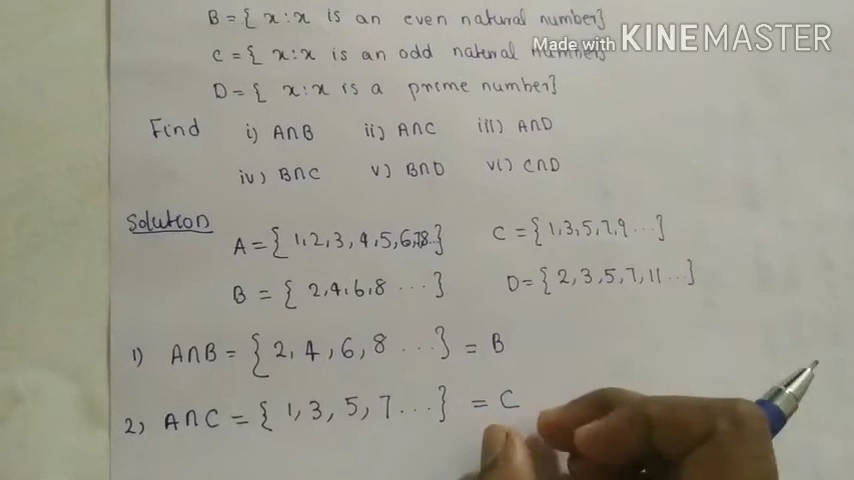 B = { x : x is an even natural number}
C = { x : x is an odd natural number}
Made with KINEMASTER
D = { x : x is a prime number}
Find i) A∩B ii) A∩C iii) A∩D
iv) B∩C v) B∩D vi) C∩D
Solution
A = { 1, 2, 3, 4, 5, 6, 7, 8 ...} C = { 1, 3, 5, 7, 9 ... }
B = { 2, 4, 6, 8 ... } D = { 2, 3, 5, 7, 11 ... }
1) A∩B = { 2, 4, 6, 8 ... } = B
2) A∩C = { 1, 3, 5, 7 ... } = C